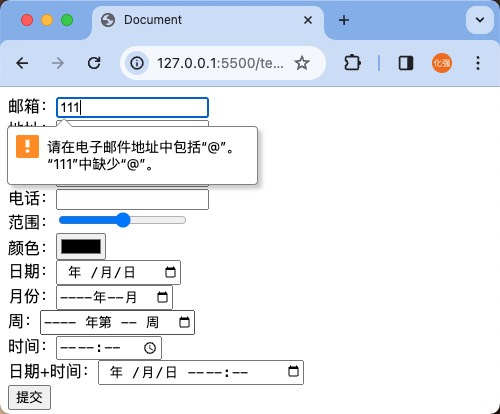 Document
127.0.0.1:5500/te...
化强
邮箱： 111
请在电子邮件地址中包括“@”。
“111”中缺少“@”。
电话：
范围：
颜色：
日期： 年 /月/日
月份： ----年--月
周： ---- 年第 -- 周
时间： --:--
日期+时间： 年 /月/日 --:--
提交